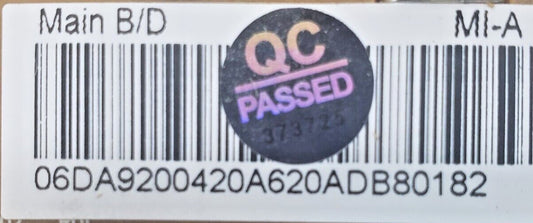 Main B/D
MI-A
QC
PASSED
373725
06DA9200420A620ADB80182